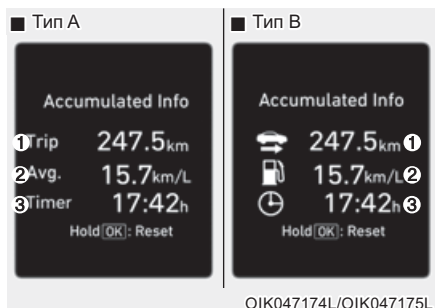 ■ Тип A
Accumulated Info
① Trip 247.5km
② Avg. 15.7km/L
③ Timer 17:42h
Hold OK : Reset
■ Тип B
Accumulated Info
247.5km ①
15.7km/L ②
17:42h ③
Hold OK : Reset
OIK047174L/OIK047175L